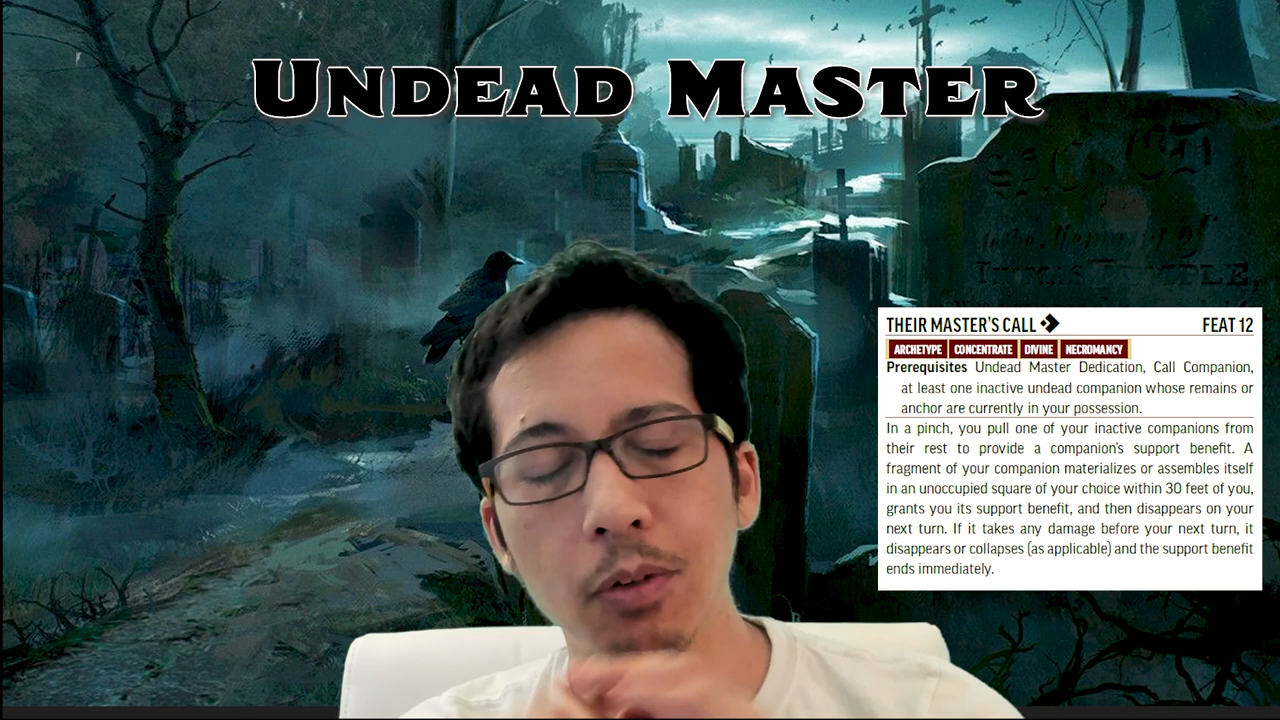 UNDEAD MASTER
SACRED
to the Memory of
THEIR MASTER'S CALL
FEAT 12
ARCHETYPE CONCENTRATE DIVINE NECROMANCY
Prerequisites Undead Master Dedication, Call Companion,
at least one inactive undead companion whose remains or
anchor are currently in your possession.
In a pinch, you pull one of your inactive companions from
their rest to provide a companion's support benefit. A
fragment of your companion materializes or assembles itself
in an unoccupied square of your choice within 30 feet of you,
grants you its support benefit, and then disappears on your
next turn. If it takes any damage before your next turn, it
disappears or collapses (as applicable) and the support benefit
ends immediately.